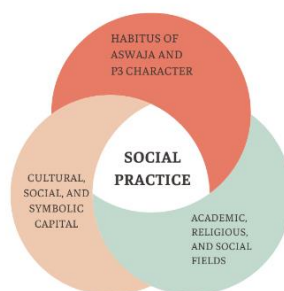 HABITUS OF
ASWAJA AND
P3 CHARACTER
SOCIAL
PRACTICE
CULTURAL,
SOCIAL, AND
SYMBOLIC
CAPITAL
ACADEMIC,
RELIGIOUS,
AND SOCIAL
FIELDS